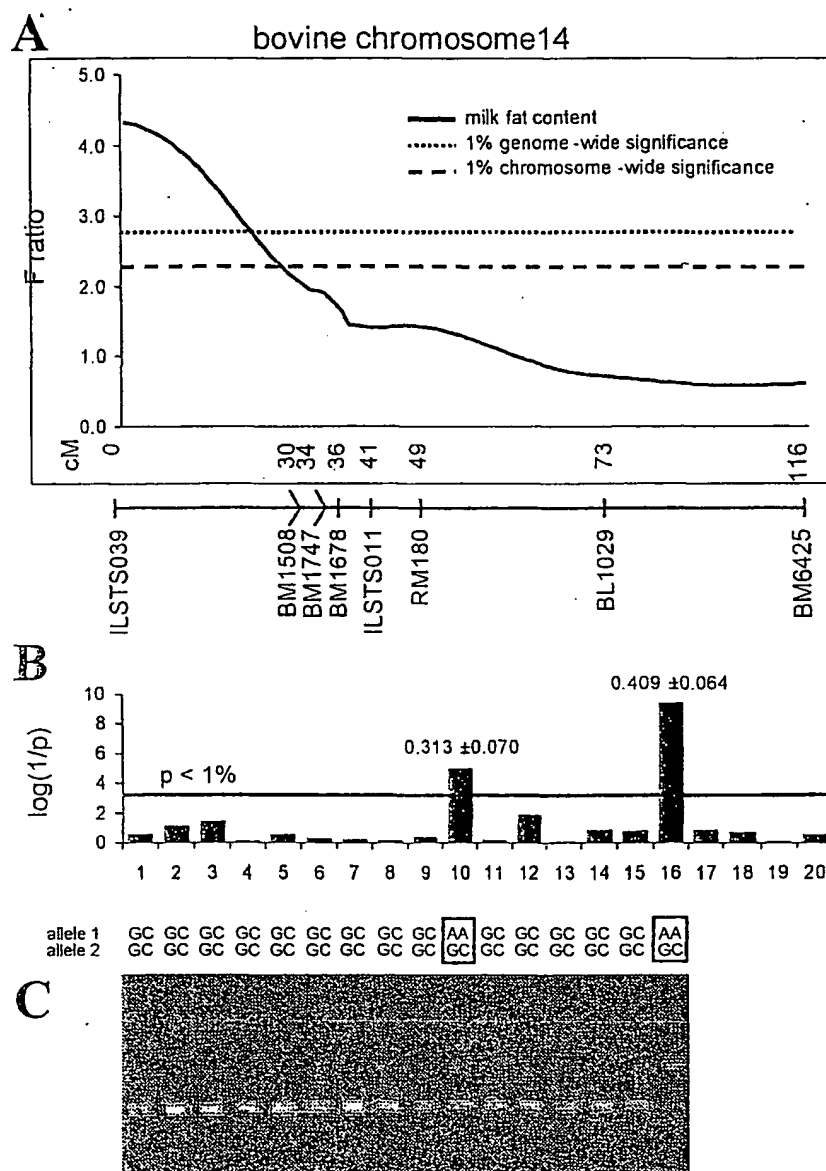 A
bovine chromosome14
5.0
4.0
3.0
2.0
1.0
0.0
F ratio
milk fat content
1% genome -wide significance
1% chromosome -wide significance
cM
0 30 34 36 41 49 73 116
ILSTS039 BM1508 BM1747 BM1678 ILSTS011 RM180 BL1029 BM6425
B
10
8
6
4
2
0
log(1/p)
p < 1%
0.313 ±0.070
0.409 ±0.064
1 2 3 4 5 6 7 8 9 10 11 12 13 14 15 16 17 18 19 20
allele 1 GC GC GC GC GC GC GC GC GC AA GC GC GC GC GC AA
allele 2 GC GC GC GC GC GC GC GC GC GC GC GC GC GC GC GC
C